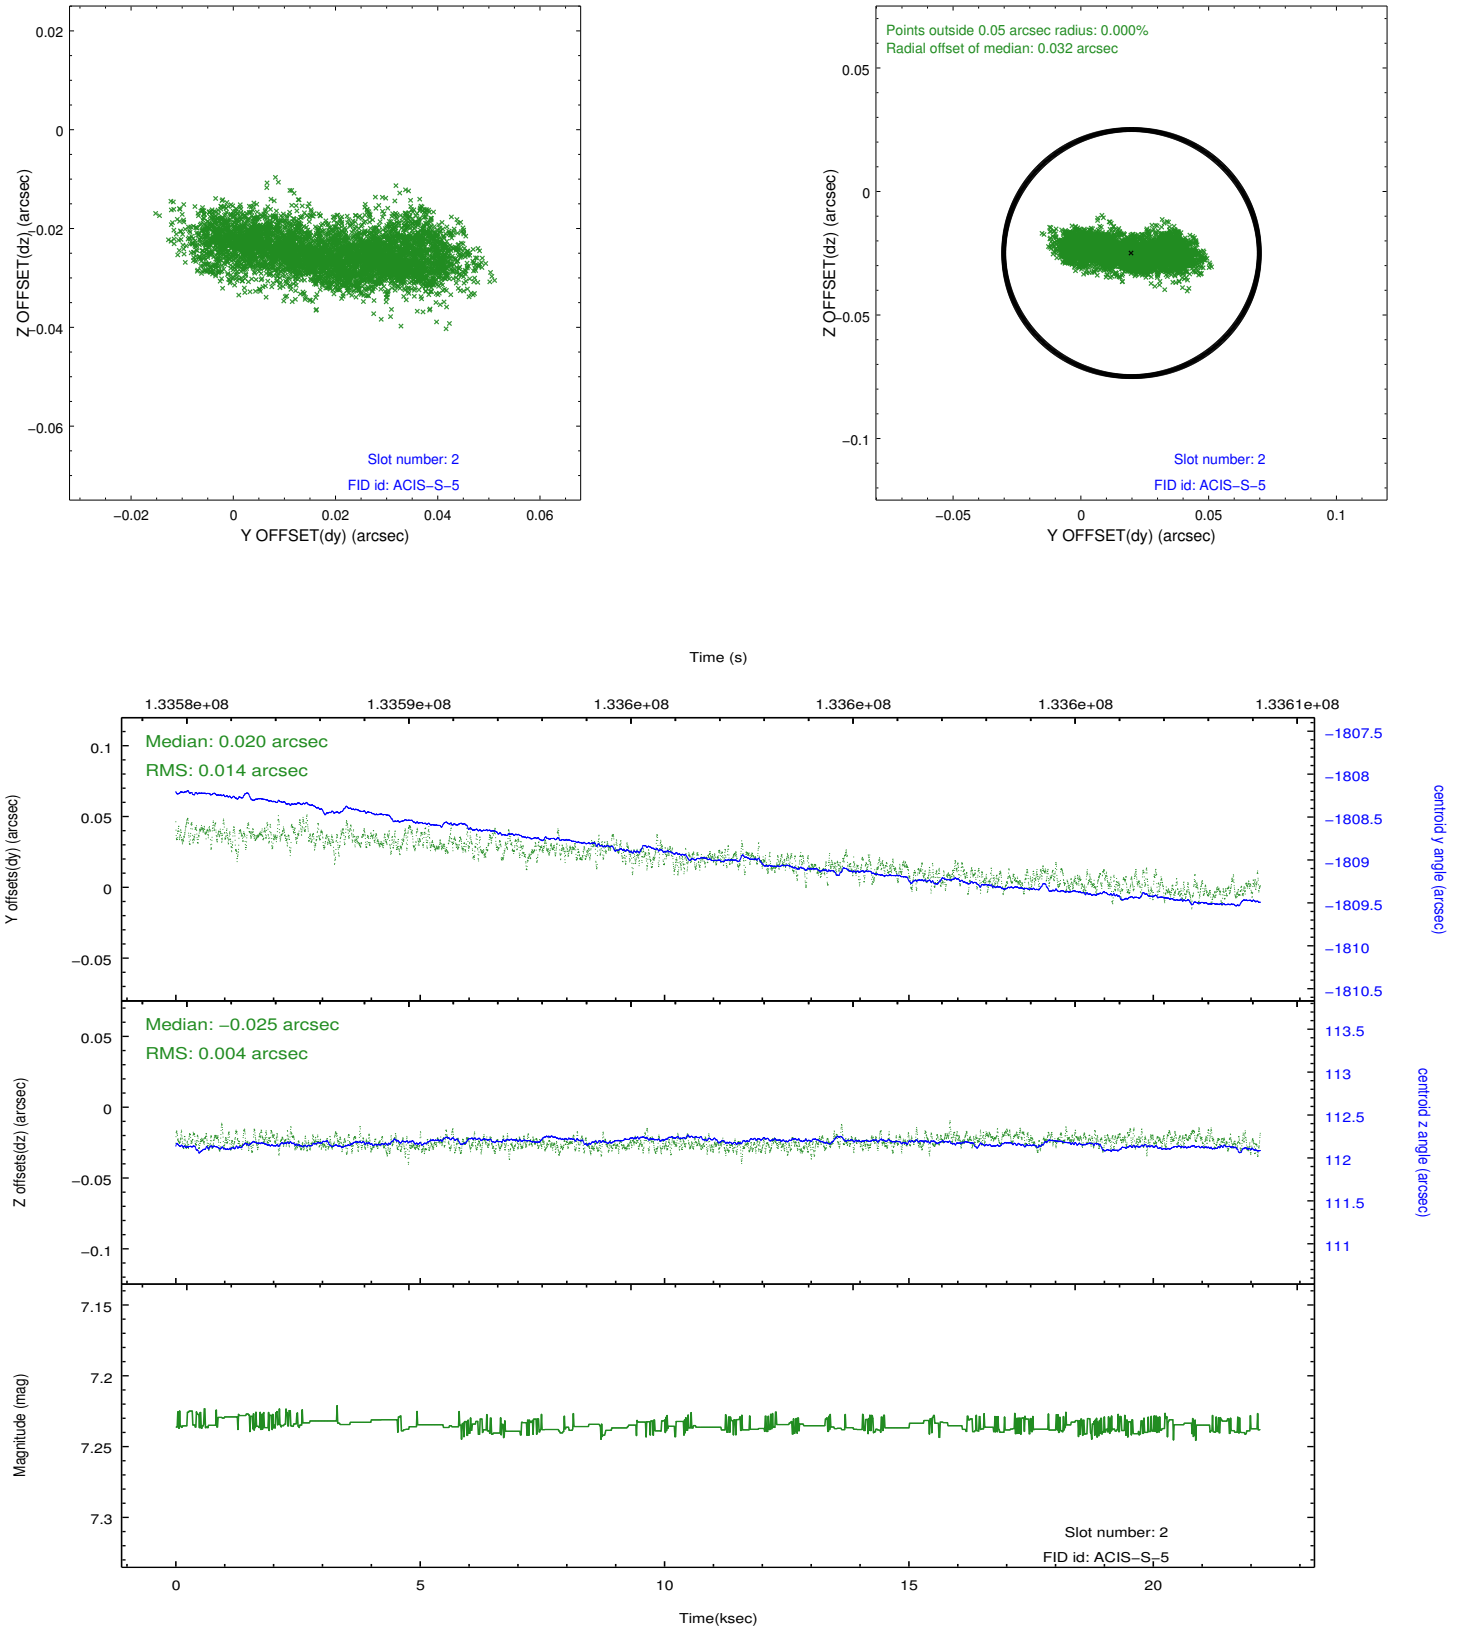 0.02
0
−0.02
−0.04
−0.06
Z OFFSET(dz) (arcsec)
−0.02
0
0.02
0.04
0.06
Y OFFSET(dy) (arcsec)
Slot number: 2
FID id: ACIS−S−5
Points outside 0.05 arcsec radius: 0.000%
Radial offset of median: 0.032 arcsec
0.05
0
−0.05
−0.1
Z OFFSET(dz) (arcsec)
−0.05
0
0.05
0.1
Y OFFSET(dy) (arcsec)
Slot number: 2
FID id: ACIS−S−5
Time (s)
1.3358e+08
1.3359e+08
1.336e+08
1.336e+08
1.336e+08
1.3361e+08
Median: 0.020 arcsec
RMS: 0.014 arcsec
0.1
0.05
0
−0.05
Y offsets(dy) (arcsec)
−1807.5
−1808
−1808.5
−1809
−1809.5
−1810
−1810.5
centroid y angle (arcsec)
Median: −0.025 arcsec
RMS: 0.004 arcsec
0.05
0
−0.05
−0.1
Z offsets(dz) (arcsec)
113.5
113
112.5
112
111.5
111
centroid z angle (arcsec)
7.15
7.2
7.25
7.3
Magnitude (mag)
Slot number: 2
FID id: ACIS−S−5
0
5
10
15
20
Time(ksec)